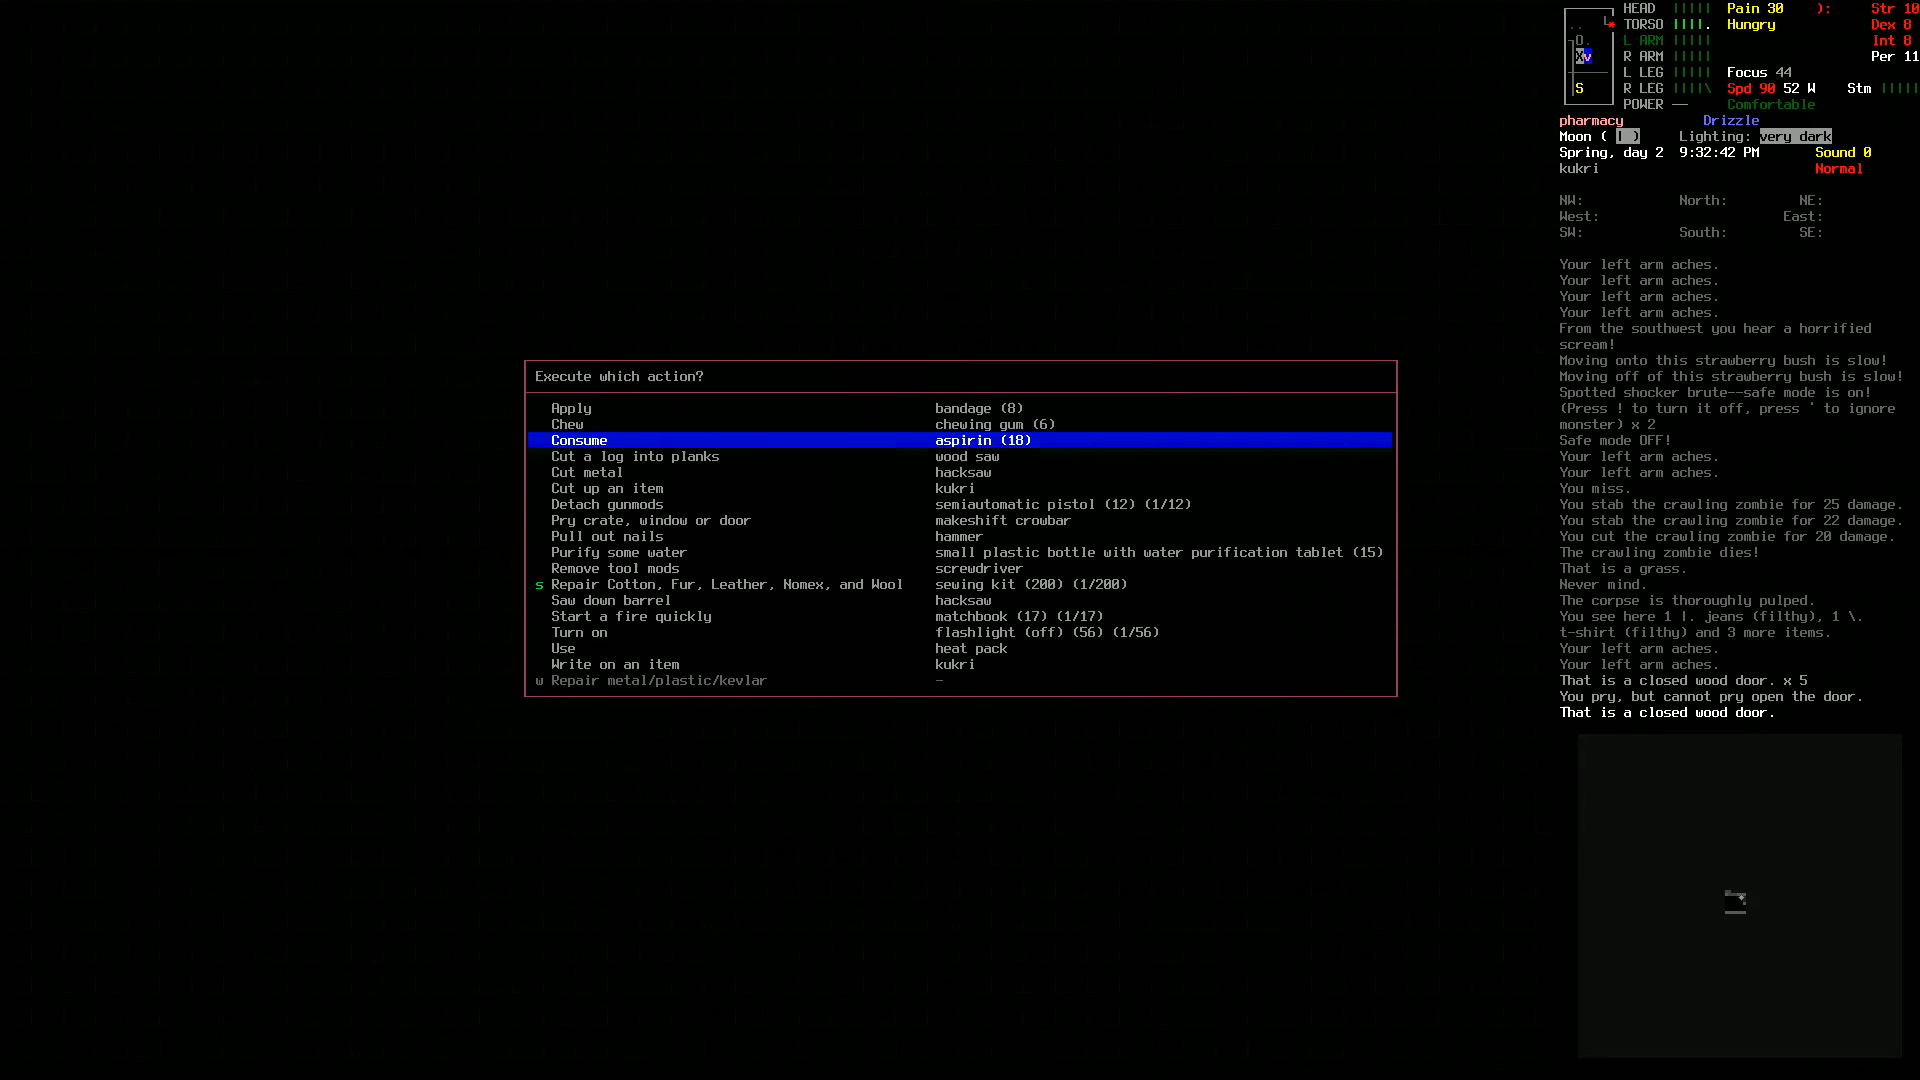 Execute which action?
Apply bandage (8)
Chew chewing gum (6)
Consume aspirin (18)
Cut a log into planks wood saw
Cut metal hacksaw
Cut up an item kukri
Detach gunmods semiautomatic pistol (12) (1/12)
Pry crate, window or door makeshift crowbar
Pull out nails hammer
Purify some water small plastic bottle with water purification tablet (15)
Remove tool mods screwdriver
s Repair Cotton, Fur, Leather, Nomex, and Wool sewing kit (200) (1/200)
Saw down barrel hacksaw
Start a fire quickly matchbook (17) (1/17)
Turn on flashlight (off) (56) (1/56)
Use heat pack
Write on an item kukri
w Repair metal/plastic/kevlar -
HEAD ||||| Pain 30 ): Str 10
TORSO ||||. Hungry Dex 8
L ARM ||||| Int 8
R ARM ||||| Per 11
L LEG ||||| Focus 44
R LEG ||||\ Spd 90 52 W Stm |||||
POWER -- Comfortable
pharmacy Drizzle
Moon ( | ) Lighting: very dark
Spring, day 2 9:32:42 PM Sound 0
kukri Normal
NW: North: NE:
West: East:
SW: South: SE:
Your left arm aches.
Your left arm aches.
Your left arm aches.
Your left arm aches.
From the southwest you hear a horrified
scream!
Moving onto this strawberry bush is slow!
Moving off of this strawberry bush is slow!
Spotted shocker brute--safe mode is on!
(Press ! to turn it off, press ' to ignore
monster) x 2
Safe mode OFF!
Your left arm aches.
Your left arm aches.
You miss.
You stab the crawling zombie for 25 damage.
You stab the crawling zombie for 22 damage.
You cut the crawling zombie for 20 damage.
The crawling zombie dies!
That is a grass.
Never mind.
The corpse is thoroughly pulped.
You see here 1 |. jeans (filthy), 1 \.
t-shirt (filthy) and 3 more items.
Your left arm aches.
Your left arm aches.
That is a closed wood door. x 5
You pry, but cannot pry open the door.
That is a closed wood door.